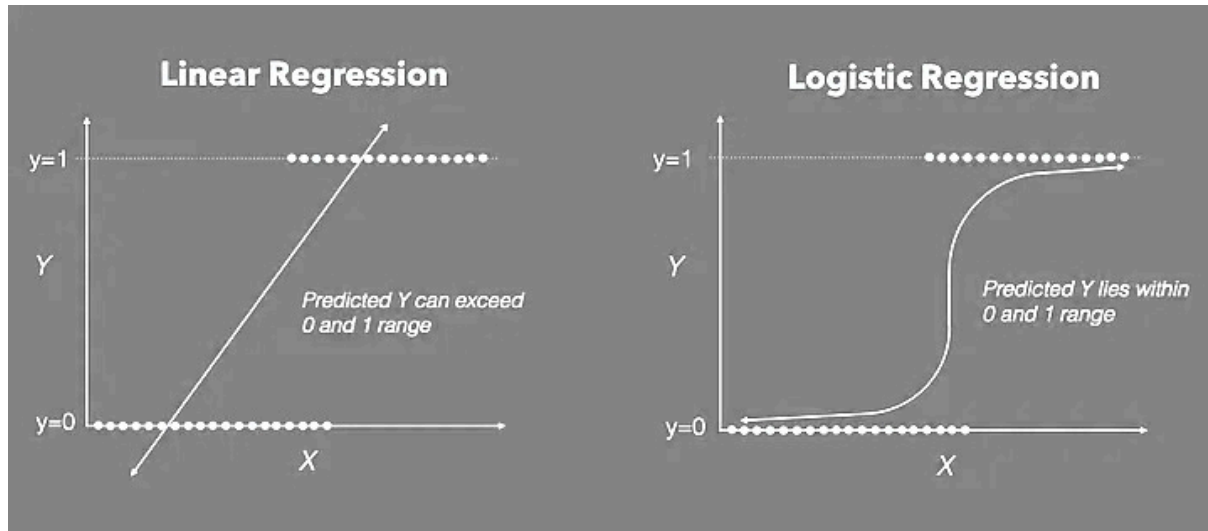 Linear Regression
y=1
Y
Predicted Y can exceed
0 and 1 range
y=0
X
Logistic Regression
y=1
Y
Predicted Y lies within
0 and 1 range
y=0
X